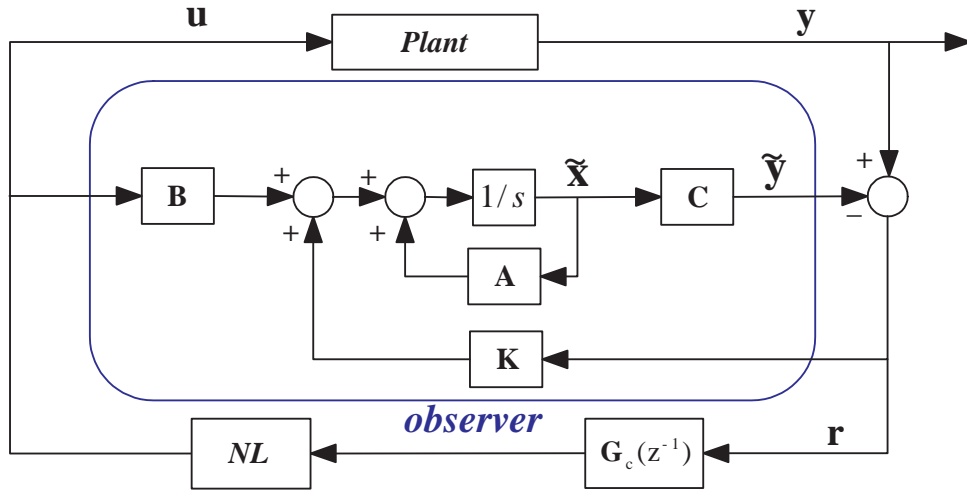 u
Plant
y
+
B
+
+
1/s
x̃
C
ỹ
−
+
+
A
K
observer
r
NL
G_c(z⁻¹)